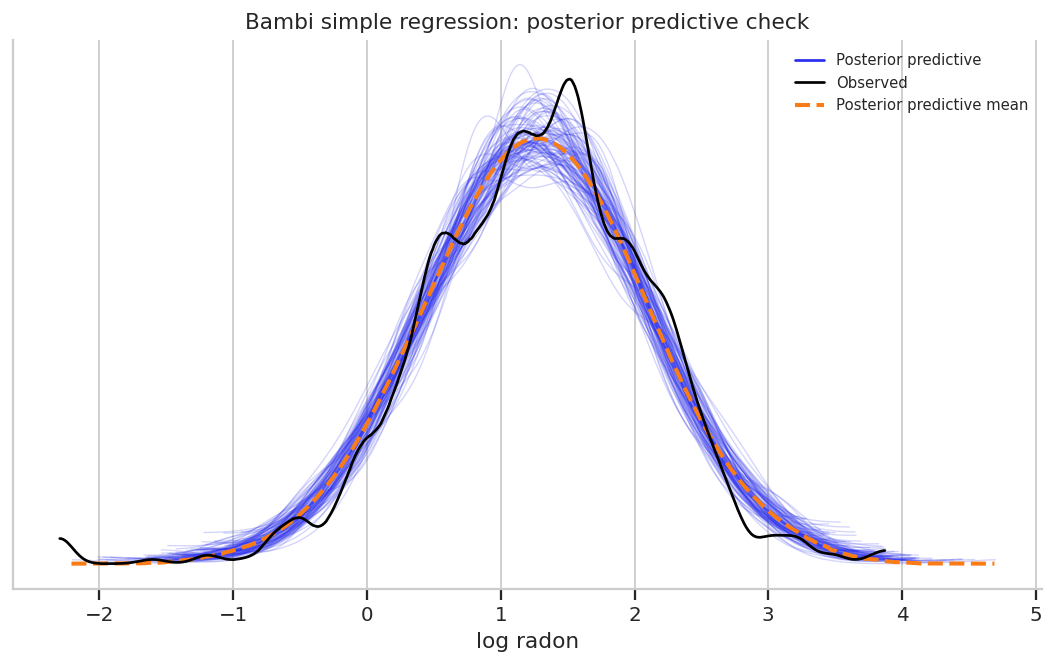 Bambi simple regression: posterior predictive check
Posterior predictive
Observed
Posterior predictive mean
−2 −1 0 1 2 3 4 5
log radon